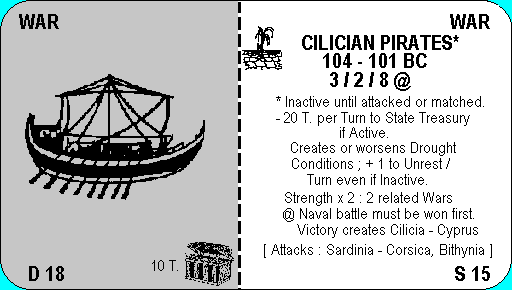 WAR
10 T.
D 18
WAR
CILICIAN PIRATES*
104 - 101 BC
3 / 2 / 8 @
* Inactive until attacked or matched.
- 20 T. per Turn to State Treasury
if Active.
Creates or worsens Drought
Conditions ; + 1 to Unrest /
Turn even if Inactive.
Strength x 2 : 2 related Wars
@ Naval battle must be won first.
Victory creates Cilicia - Cyprus
[ Attacks : Sardinia - Corsica, Bithynia ]
S 15